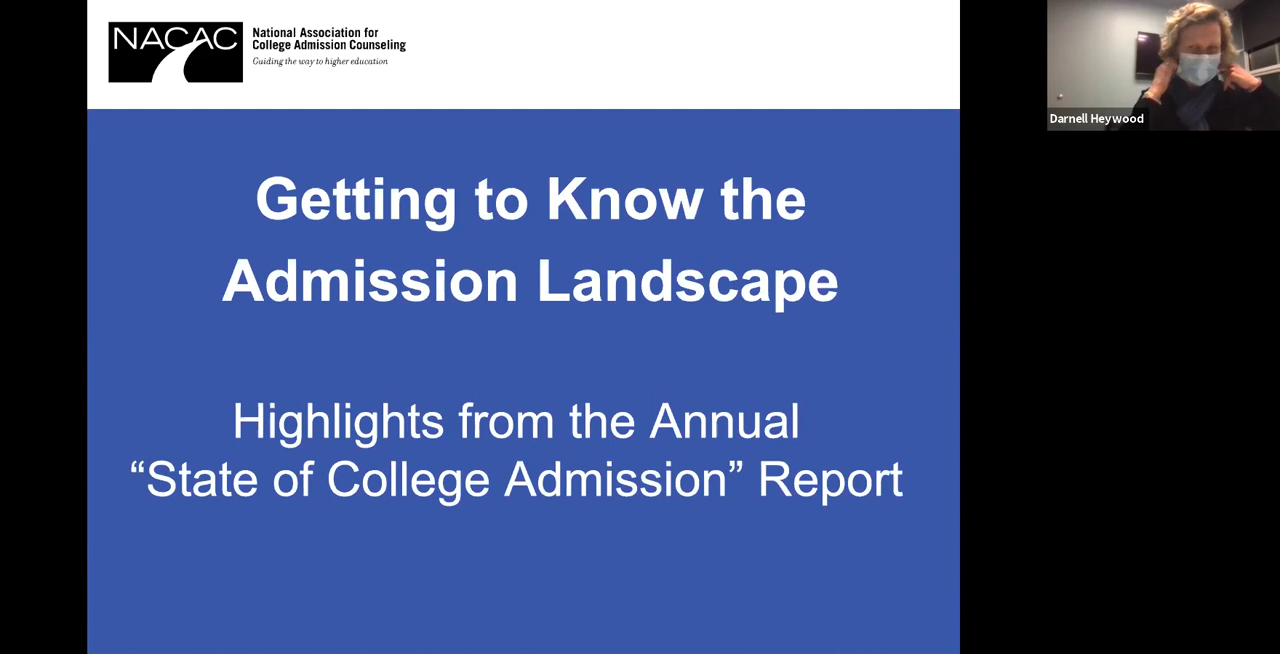 NACAC
National Association for
College Admission Counseling
Guiding the way to higher education
Getting to Know the
Admission Landscape
Highlights from the Annual
“State of College Admission” Report
Darnell Heywood